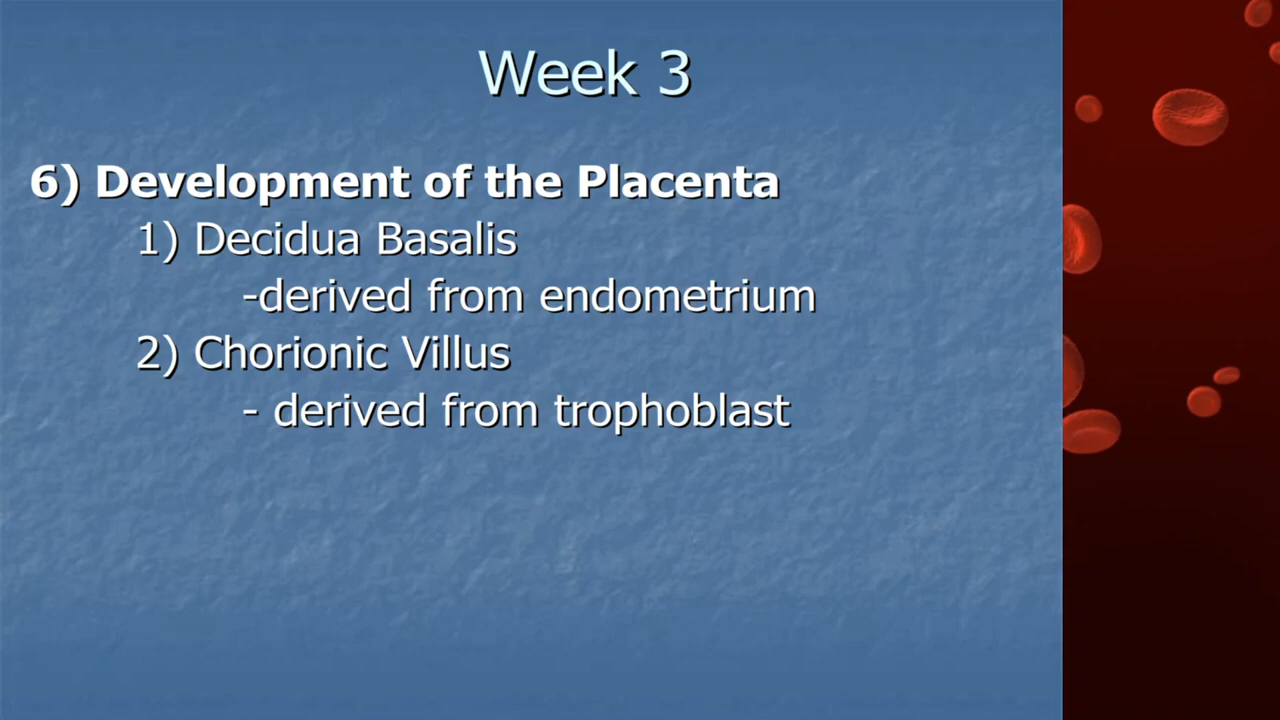 Week 3
6) Development of the Placenta
1) Decidua Basalis
-derived from endometrium
2) Chorionic Villus
- derived from trophoblast